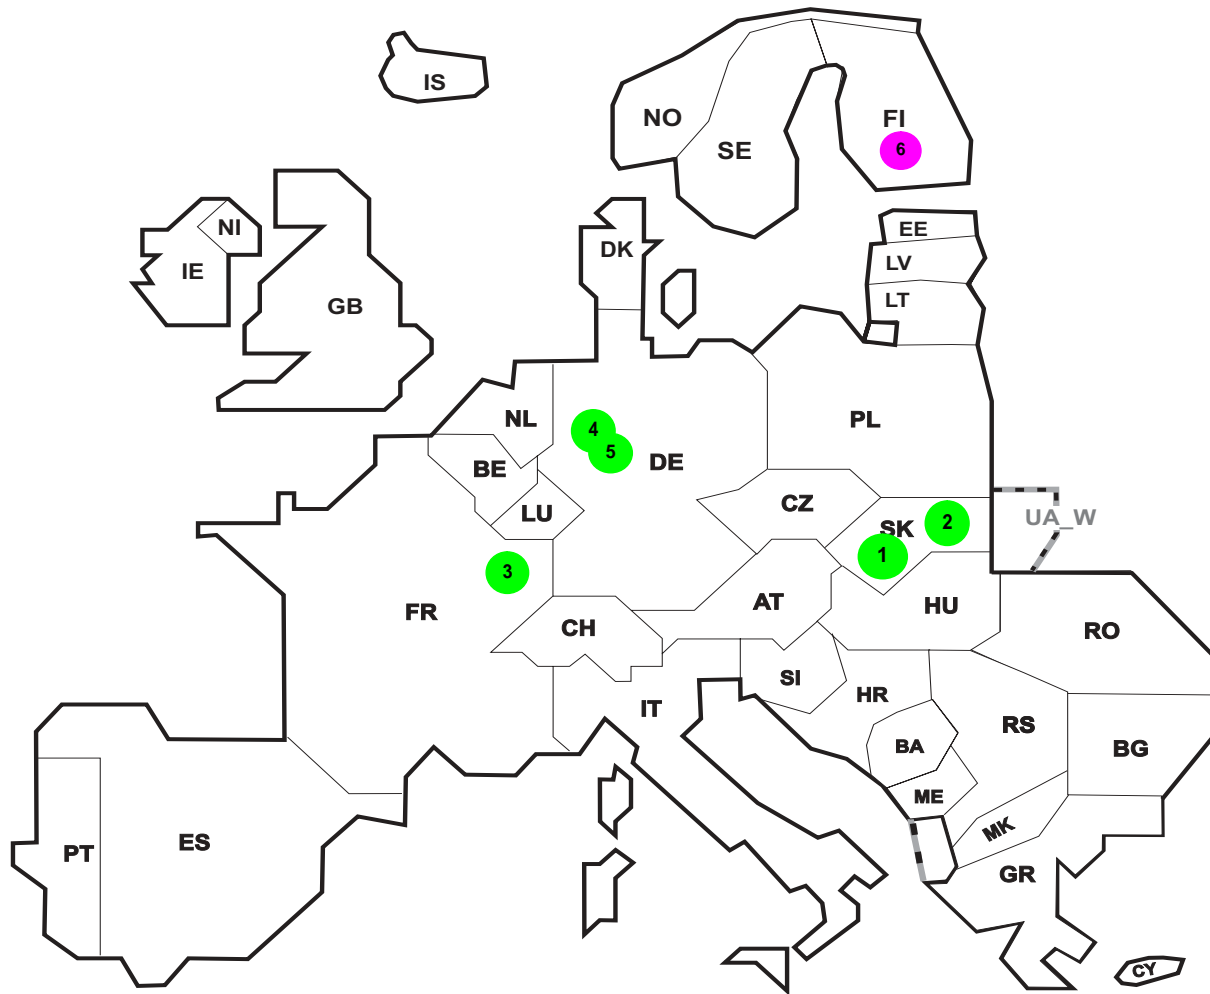 IS
NO
FI
SE
6
NI
EE
DK
LV
IE
LT
GB
NL
4
PL
5
BE
DE
CZ
LU
UA_W
2
SK
1
3
FR
AT
HU
CH
RO
SI
HR
IT
RS
BA
BG
ME
MK
ES
PT
GR
CY